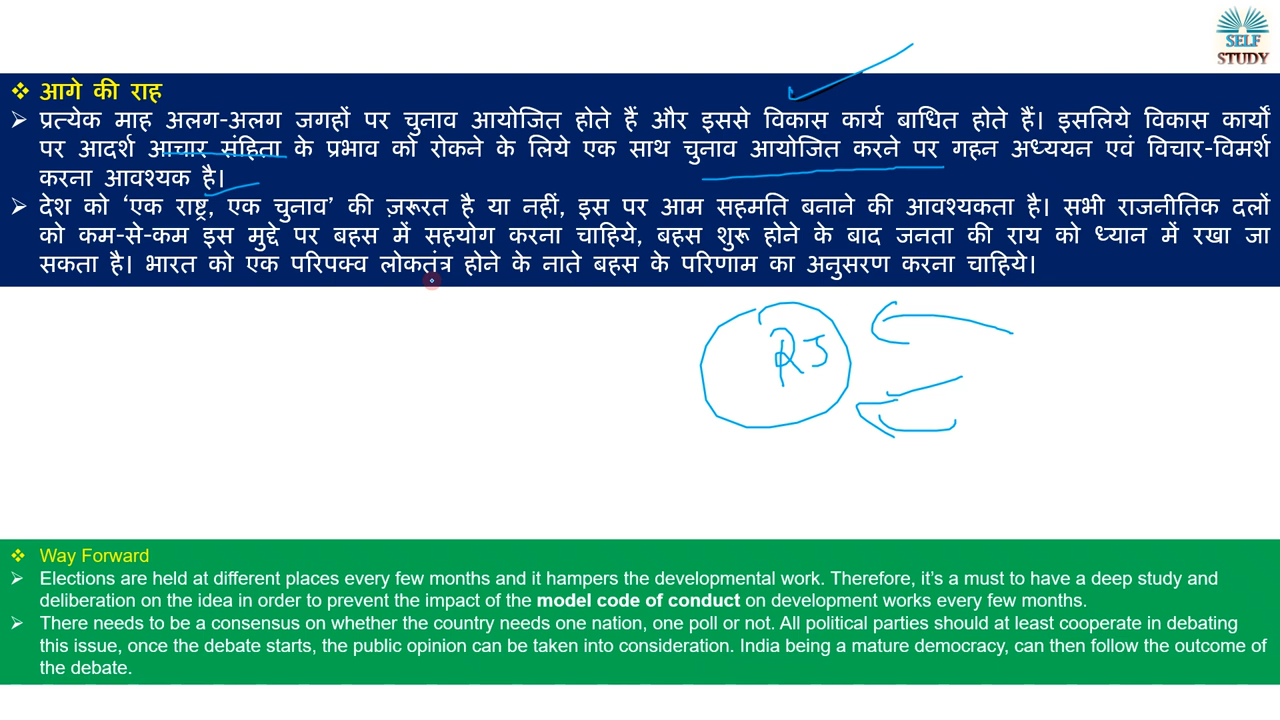 SELF
STUDY
❖ आगे की राह
➢ प्रत्येक माह अलग-अलग जगहों पर चुनाव आयोजित होते हैं और इससे विकास कार्य बाधित होते हैं। इसलिये विकास कार्यों
पर आदर्श आचार संहिता के प्रभाव को रोकने के लिये एक साथ चुनाव आयोजित करने पर गहन अध्ययन एवं विचार-विमर्श
करना आवश्यक है।
➢ देश को ‘एक राष्ट्र, एक चुनाव’ की ज़रूरत है या नहीं, इस पर आम सहमति बनाने की आवश्यकता है। सभी राजनीतिक दलों
को कम-से-कम इस मुद्दे पर बहस में सहयोग करना चाहिये, बहस शुरू होने के बाद जनता की राय को ध्यान में रखा जा
सकता है। भारत को एक परिपक्व लोकतंत्र होने के नाते बहस के परिणाम का अनुसरण करना चाहिये।
RJ
❖ Way Forward
➢ Elections are held at different places every few months and it hampers the developmental work. Therefore, it’s a must to have a deep study and
deliberation on the idea in order to prevent the impact of the model code of conduct on development works every few months.
➢ There needs to be a consensus on whether the country needs one nation, one poll or not. All political parties should at least cooperate in debating
this issue, once the debate starts, the public opinion can be taken into consideration. India being a mature democracy, can then follow the outcome of
the debate.